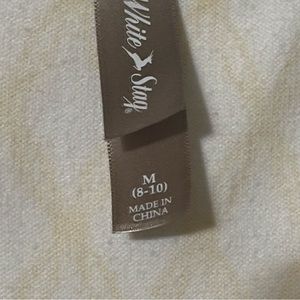 White Stag
M
(8-10)
MADE IN
CHINA